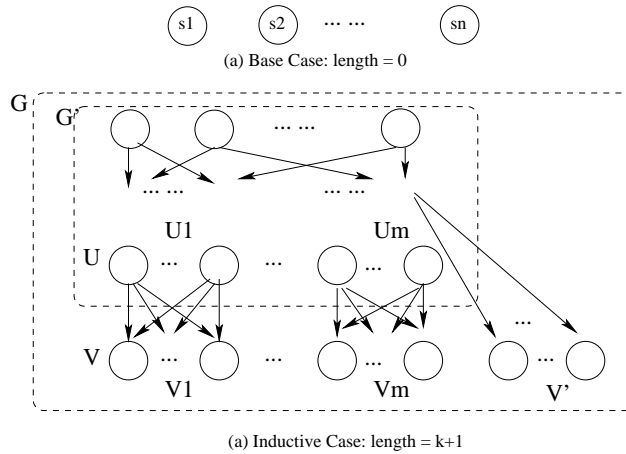 s1 s2 ... ... sn
(a) Base Case: length = 0
G
G'
... ...
... ... ... ...
U1 Um
U ... ... ...
...
V ... ... ... ...
V1 Vm V'
(a) Inductive Case: length = k+1